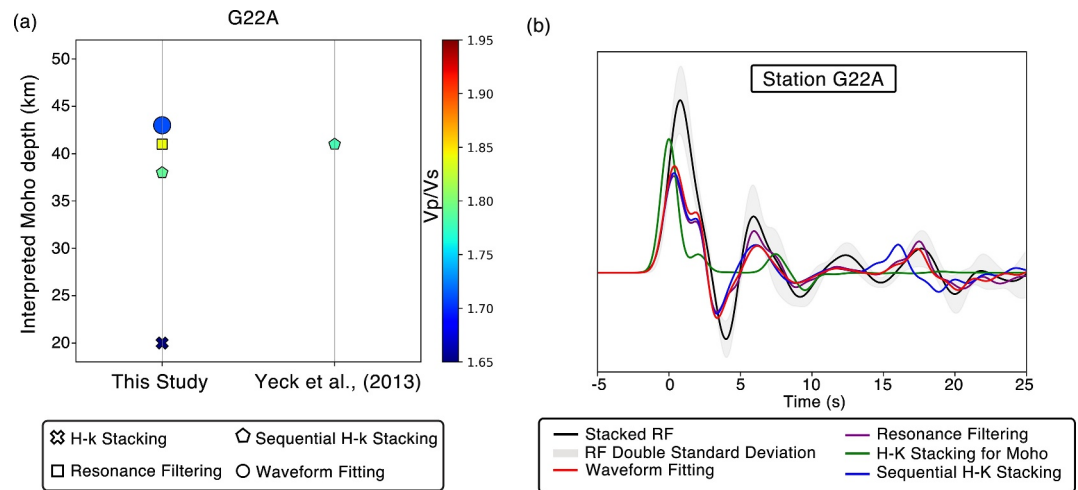 (a)
G22A
Interpreted Moho depth (km)
50
45
40
35
30
25
20
This Study
Yeck et al., (2013)
Vp/Vs
1.95
1.90
1.85
1.80
1.75
1.70
1.65
H-k Stacking
Sequential H-k Stacking
Resonance Filtering
Waveform Fitting
(b)
Station G22A
-5
0
5
10
15
20
25
Time (s)
Stacked RF
RF Double Standard Deviation
Waveform Fitting
Resonance Filtering
H-K Stacking for Moho
Sequential H-K Stacking